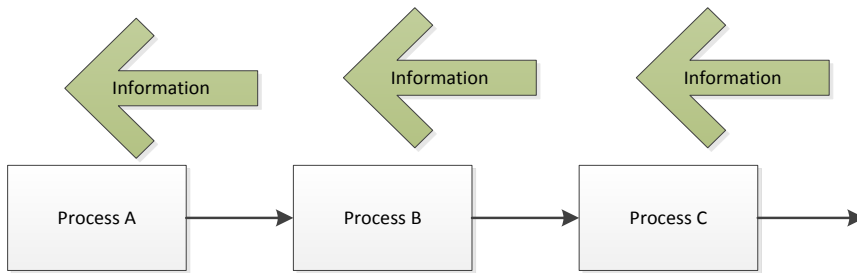 Information
Information
Information
Process A
Process B
Process C